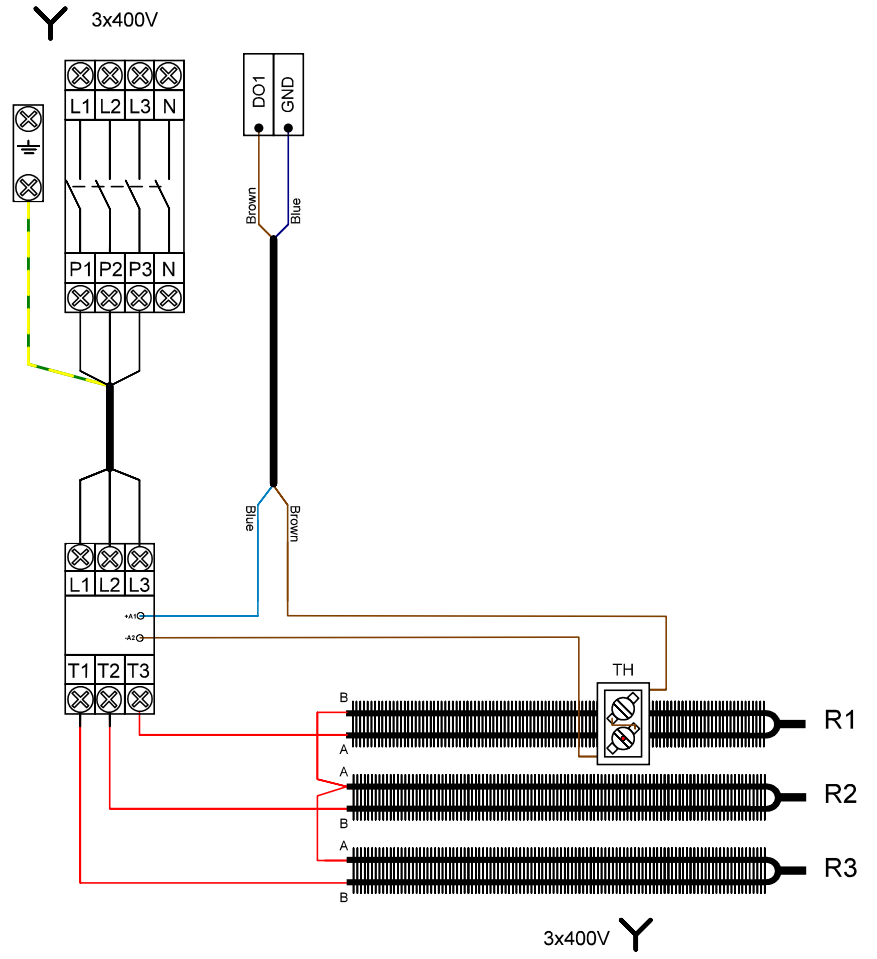 3x400V
L1 L2 L3 N
DO1
GND
P1 P2 P3 N
Brown
Blue
Blue
Brown
L1 L2 L3
+A1
-A2
T1 T2 T3
TH
B
R1
A
A
R2
B
A
R3
B
3x400V